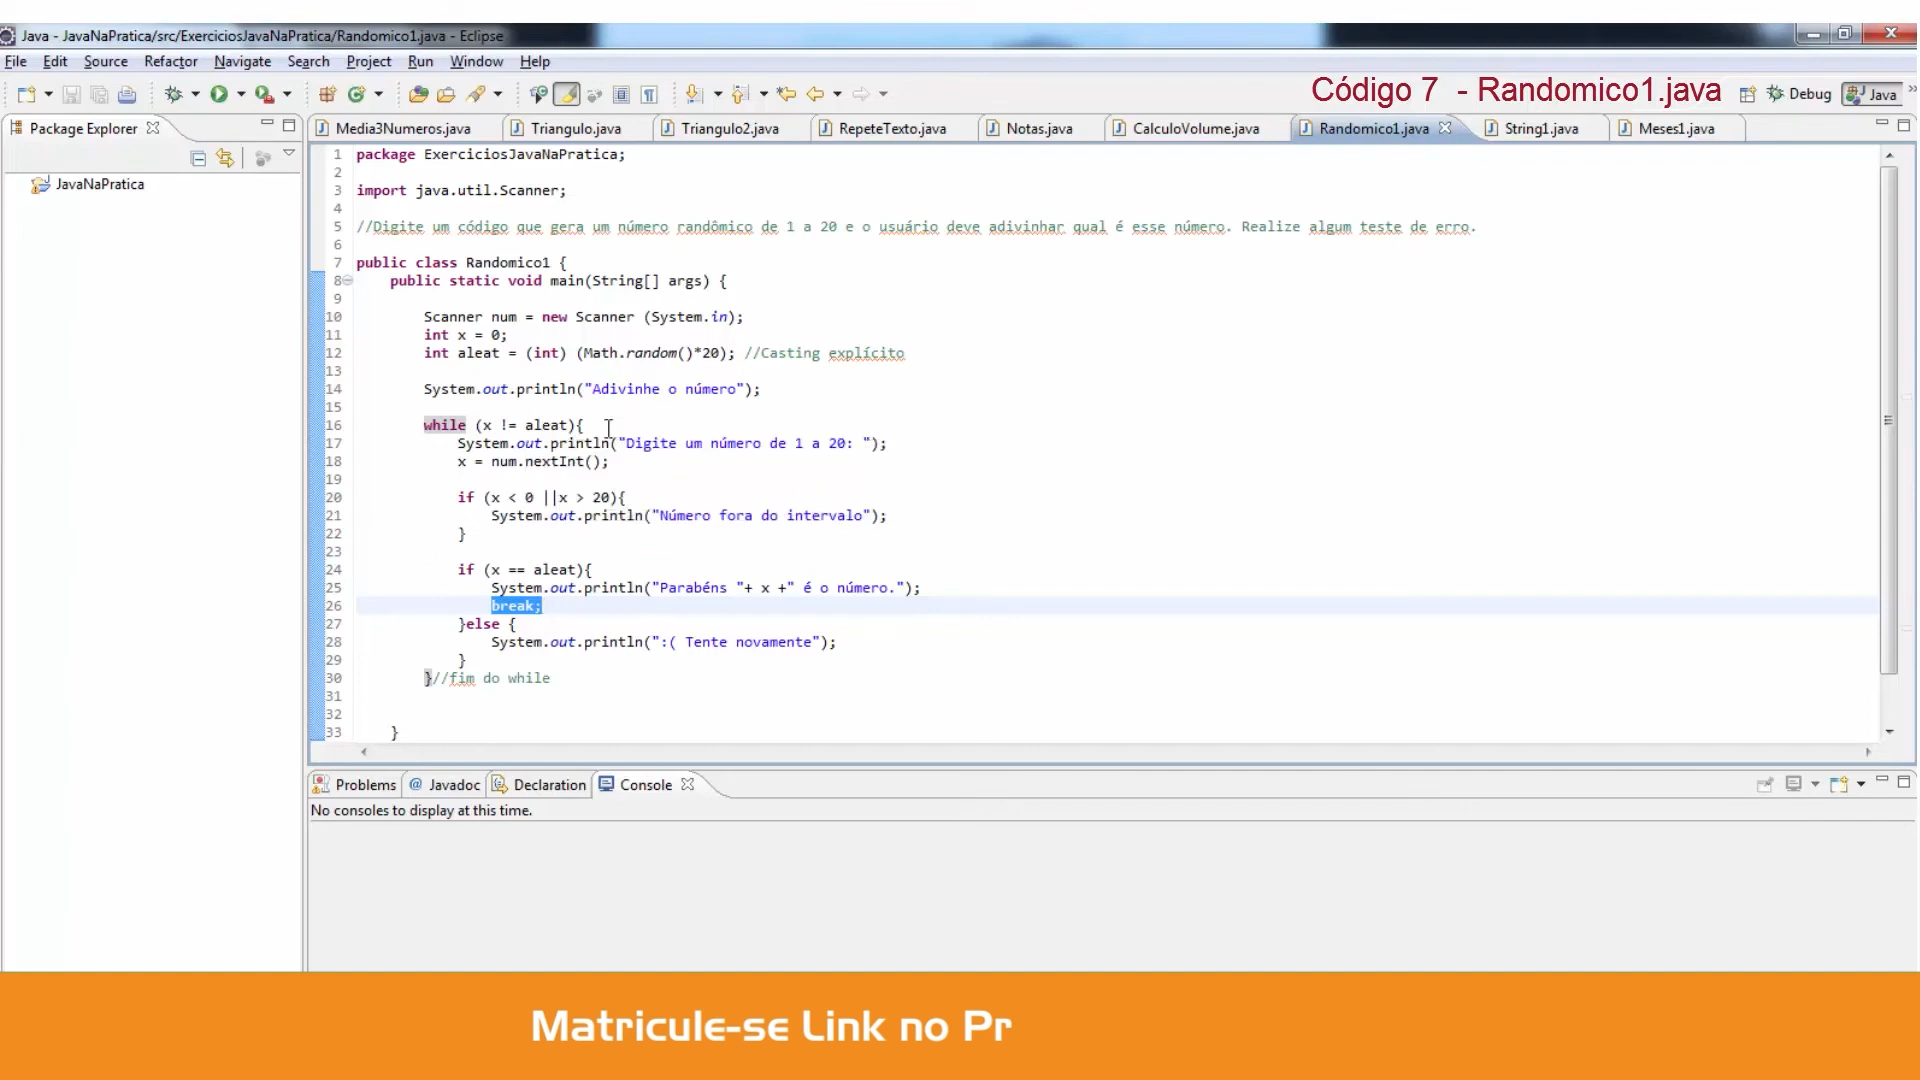 Java - JavaNaPratica/src/ExerciciosJavaNaPratica/Randomico1.java - Eclipse
File Edit Source Refactor Navigate Search Project Run Window Help
Código 7 - Randomico1.java
Debug Java
Package Explorer
JavaNaPratica
Media3Numeros.java Triangulo.java Triangulo2.java RepeteTexto.java Notas.java CalculoVolume.java Randomico1.java String1.java Meses1.java
1 package ExerciciosJavaNaPratica;
2
3 import java.util.Scanner;
4
5 //Digite um código que gera um número randômico de 1 a 20 e o usuário deve adivinhar qual é esse número. Realize algum teste de erro.
6
7 public class Randomico1 {
8 public static void main(String[] args) {
9
10 Scanner num = new Scanner (System.in);
11 int x = 0;
12 int aleat = (int) (Math.random()*20); //Casting explícito
13
14 System.out.println("Adivinhe o número");
15
16 while (x != aleat){
17 System.out.println("Digite um número de 1 a 20: ");
18 x = num.nextInt();
19
20 if (x < 0 ||x > 20){
21 System.out.println("Número fora do intervalo");
22 }
23
24 if (x == aleat){
25 System.out.println("Parabéns "+ x +" é o número.");
26 break;
27 }else {
28 System.out.println(":( Tente novamente");
29 }
30 }//fim do while
31
32
33 }
Problems Javadoc Declaration Console
No consoles to display at this time.
Matricule-se Link no Pr